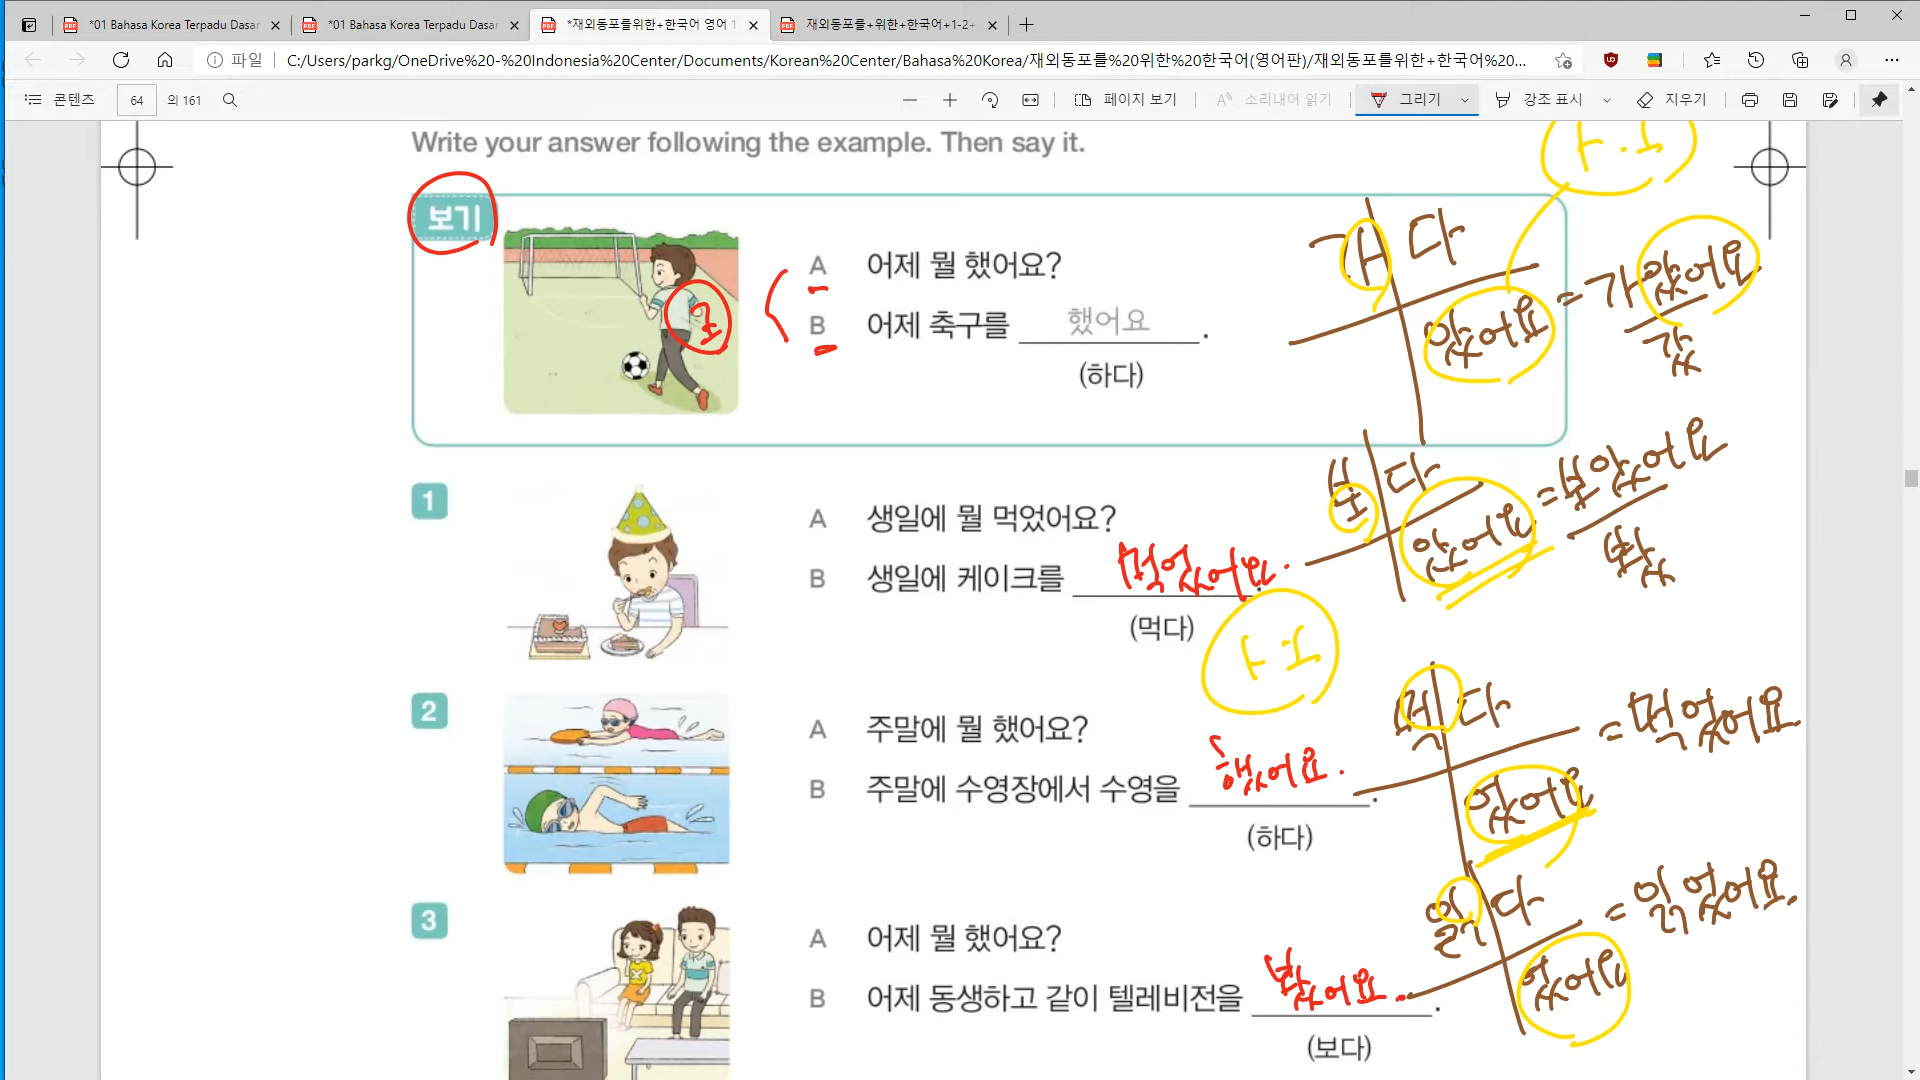 *01 Bahasa Korea Terpadu Dasar
*01 Bahasa Korea Terpadu Dasar
*재외동포를위한+한국어 영어 1
재외동포를+위한+한국어+1-2+
파일
C:/Users/parkg/OneDrive%20-%20Indonesia%20Center/Documents/Korean%20Center/Bahasa%20Korea/재외동포를%20위한%20한국어(영어판)/재외동포를위한+한국어%20...
콘텐츠
64
의 161
페이지 보기
소리내어 읽기
그리기
강조 표시
지우기
Write your answer following the example. Then say it.
ㅏ.ㅗ
보기
A 어제 뭘 했어요?
B 어제 축구를 했어요.
(하다)
가다
았어요 = 가았어요
갔
보다
았어요 = 보았어요
봤
1
A 생일에 뭘 먹었어요?
B 생일에 케이크를 먹었어요.
(먹다)
ㅏ ㅗ
먹다 = 먹었어요
었어요
2
A 주말에 뭘 했어요?
B 주말에 수영장에서 수영을 했어요.
(하다)
읽다 = 읽었어요.
었어요
3
A 어제 뭘 했어요?
B 어제 동생하고 같이 텔레비전을 봤어요.
(보다)